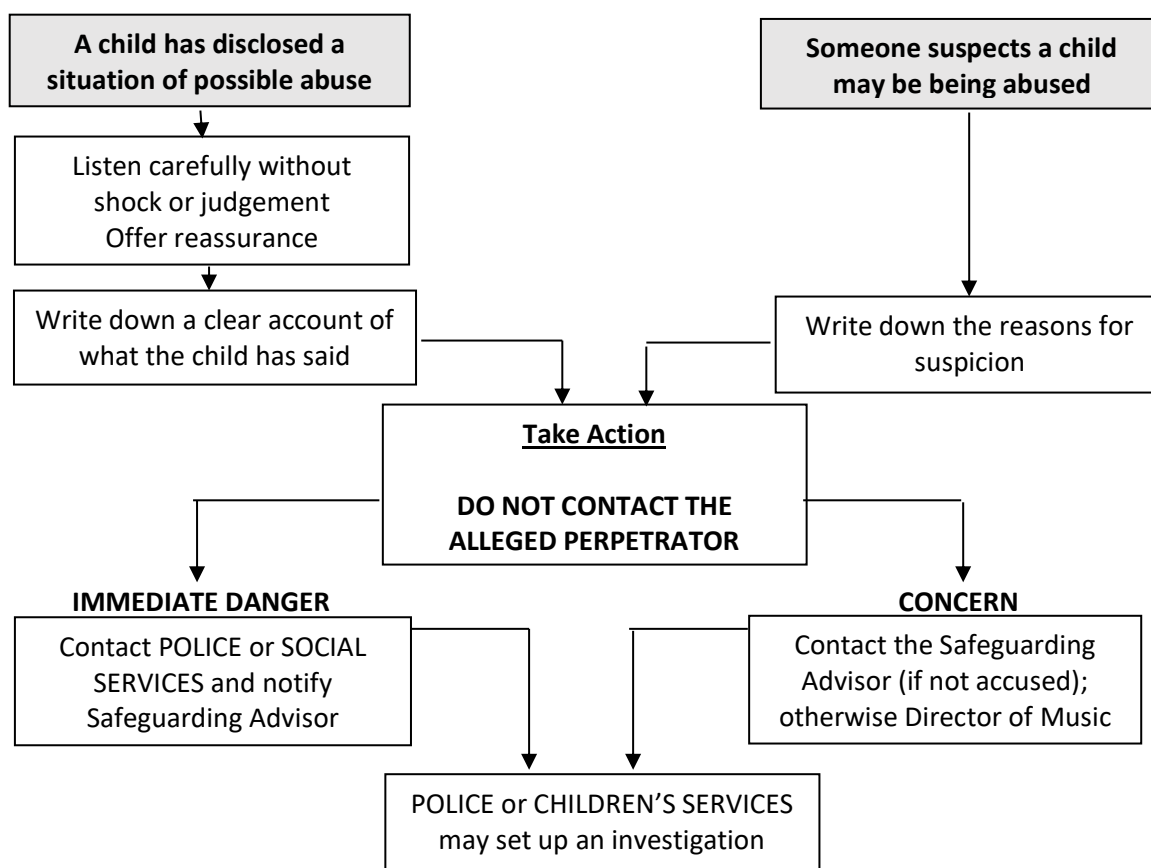 A child has disclosed a
situation of possible abuse
Someone suspects a child
may be being abused
Listen carefully without
shock or judgement
Offer reassurance
Write down a clear account of
what the child has said
Write down the reasons for
suspicion
Take Action
DO NOT CONTACT THE
ALLEGED PERPETRATOR
IMMEDIATE DANGER
Contact POLICE or SOCIAL
SERVICES and notify
Safeguarding Advisor
CONCERN
Contact the Safeguarding
Advisor (if not accused);
otherwise Director of Music
POLICE or CHILDREN’S SERVICES
may set up an investigation